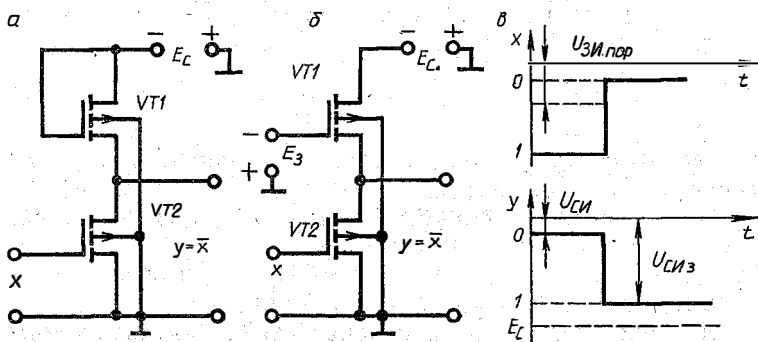 а
− +
E_C
VT1
VT2
X
y=x̅
б
− +
E_C.
VT1
−
E_З
+
VT2
X
y=x̅
в
X
U_ЗИ.пор
0
t
1
y
U_СИ
0
t
U_СИз
1
E_C